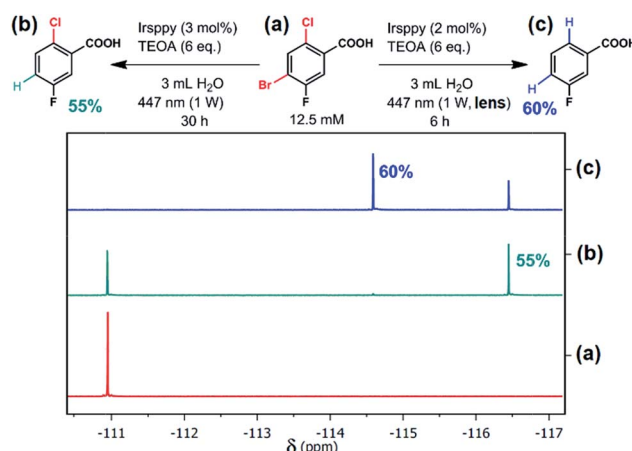 (b)
Cl
COOH
H
F
55%
Irsppy (3 mol%)
TEOA (6 eq.)
3 mL H₂O
447 nm (1 W)
30 h
(a)
Cl
COOH
Br
F
12.5 mM
Irsppy (2 mol%)
TEOA (6 eq.)
3 mL H₂O
447 nm (1 W, lens)
6 h
(c)
H
COOH
H
F
60%
60%
(c)
55%
(b)
(a)
-111 -112 -113 -114 -115 -116 -117
δ (ppm)